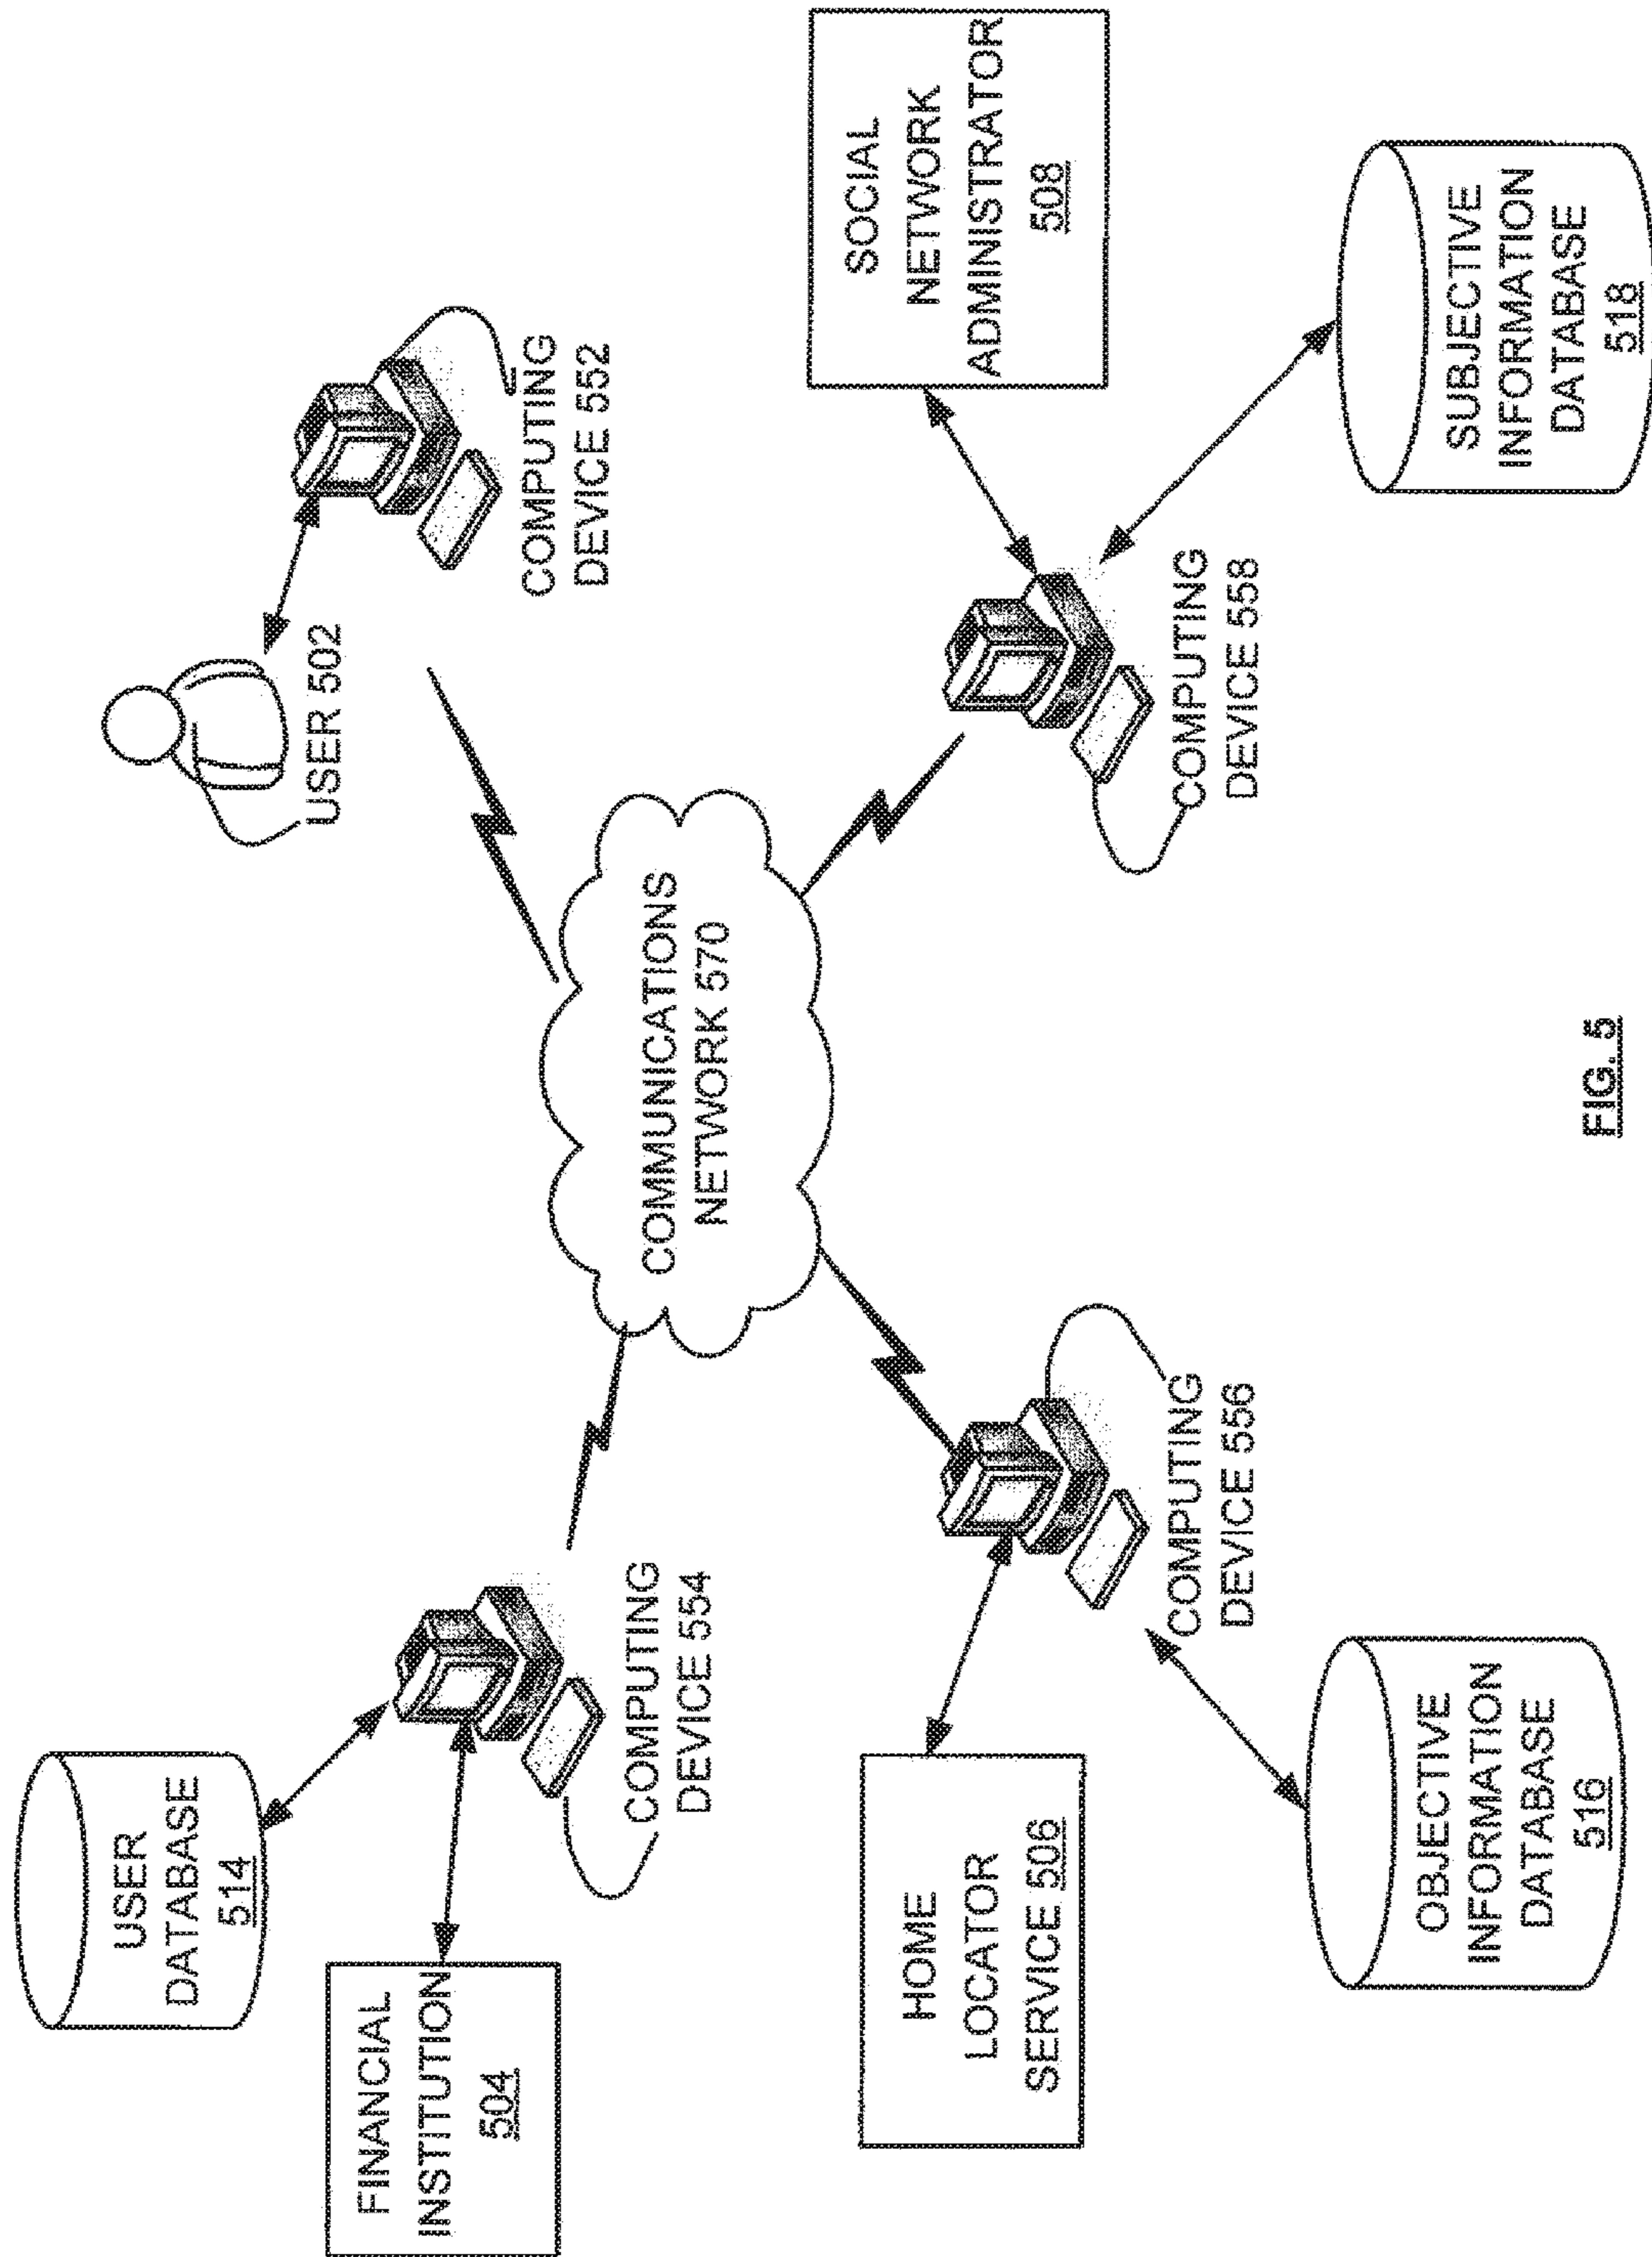 USER
DATABASE
514
FINANCIAL
INSTITUTION
504
COMPUTING
DEVICE 554
USER 502
COMPUTING
DEVICE 552
COMMUNICATIONS
NETWORK 570
HOME
LOCATOR
SERVICE 506
COMPUTING
DEVICE 556
OBJECTIVE
INFORMATION
DATABASE
516
SOCIAL
NETWORK
ADMINISTRATOR
508
COMPUTING
DEVICE 558
SUBJECTIVE
INFORMATION
DATABASE
518
FIG. 5